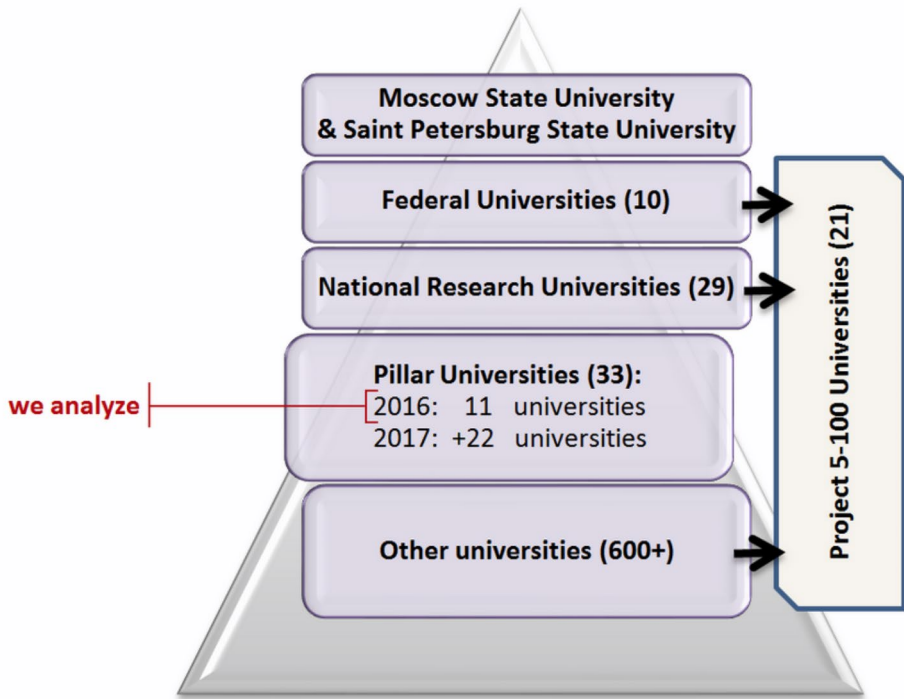 Moscow State University
& Saint Petersburg State University
Federal Universities (10)
National Research Universities (29)
Pillar Universities (33):
we analyze
2016: 11 universities
2017: +22 universities
Other universities (600+)
Project 5-100 Universities (21)